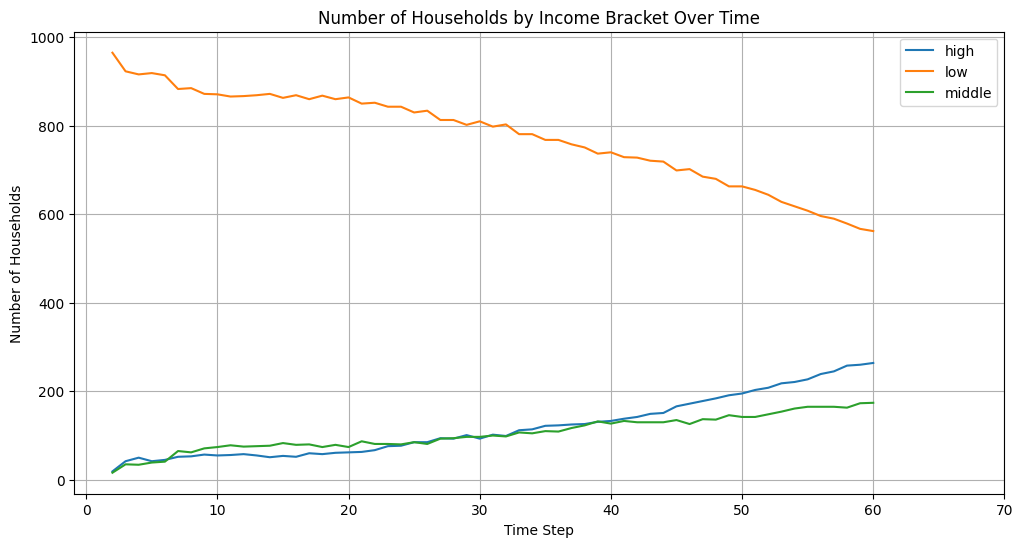 Number of Households by Income Bracket Over Time
1000
800
600
400
200
0
Number of Households
high
low
middle
0 10 20 30 40 50 60 70
Time Step